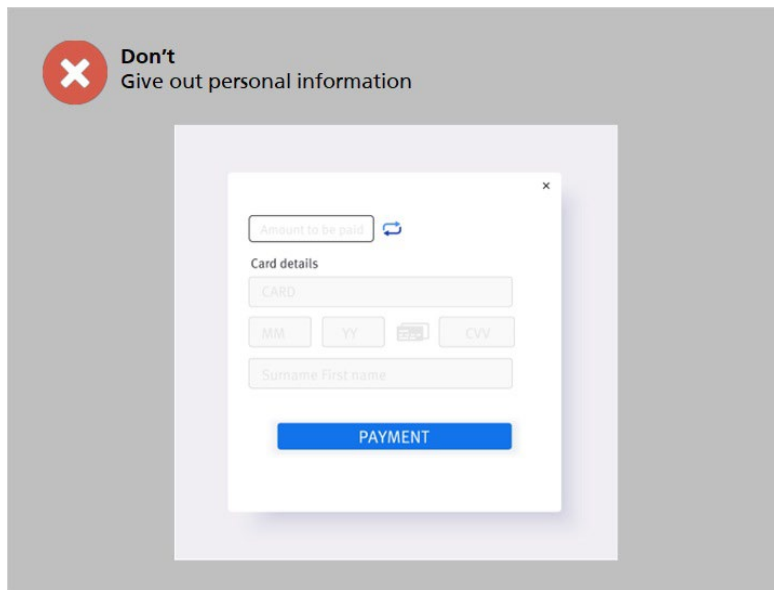 Don't
Give out personal information
×
Amount to be paid
Card details
CARD
MM YY CVV
Surname First name
PAYMENT